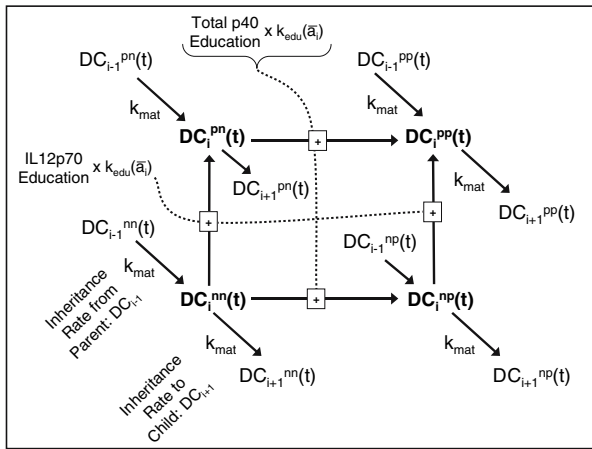 Total p40
Education x k_edu(a̅_i)
DC_i-1^pn(t)
DC_i-1^pp(t)
k_mat
k_mat
DC_i^pn(t)
+
DC_i^pp(t)
IL12p70
Education x k_edu(a̅_i)
DC_i+1^pn(t)
k_mat
DC_i+1^pp(t)
+
+
DC_i-1^nn(t)
DC_i-1^np(t)
k_mat
Inheritance
Rate from
Parent: DC_i-1
DC_i^nn(t)
+
DC_i^np(t)
k_mat
k_mat
DC_i+1^nn(t)
DC_i+1^np(t)
Inheritance
Rate to
Child: DC_i+1